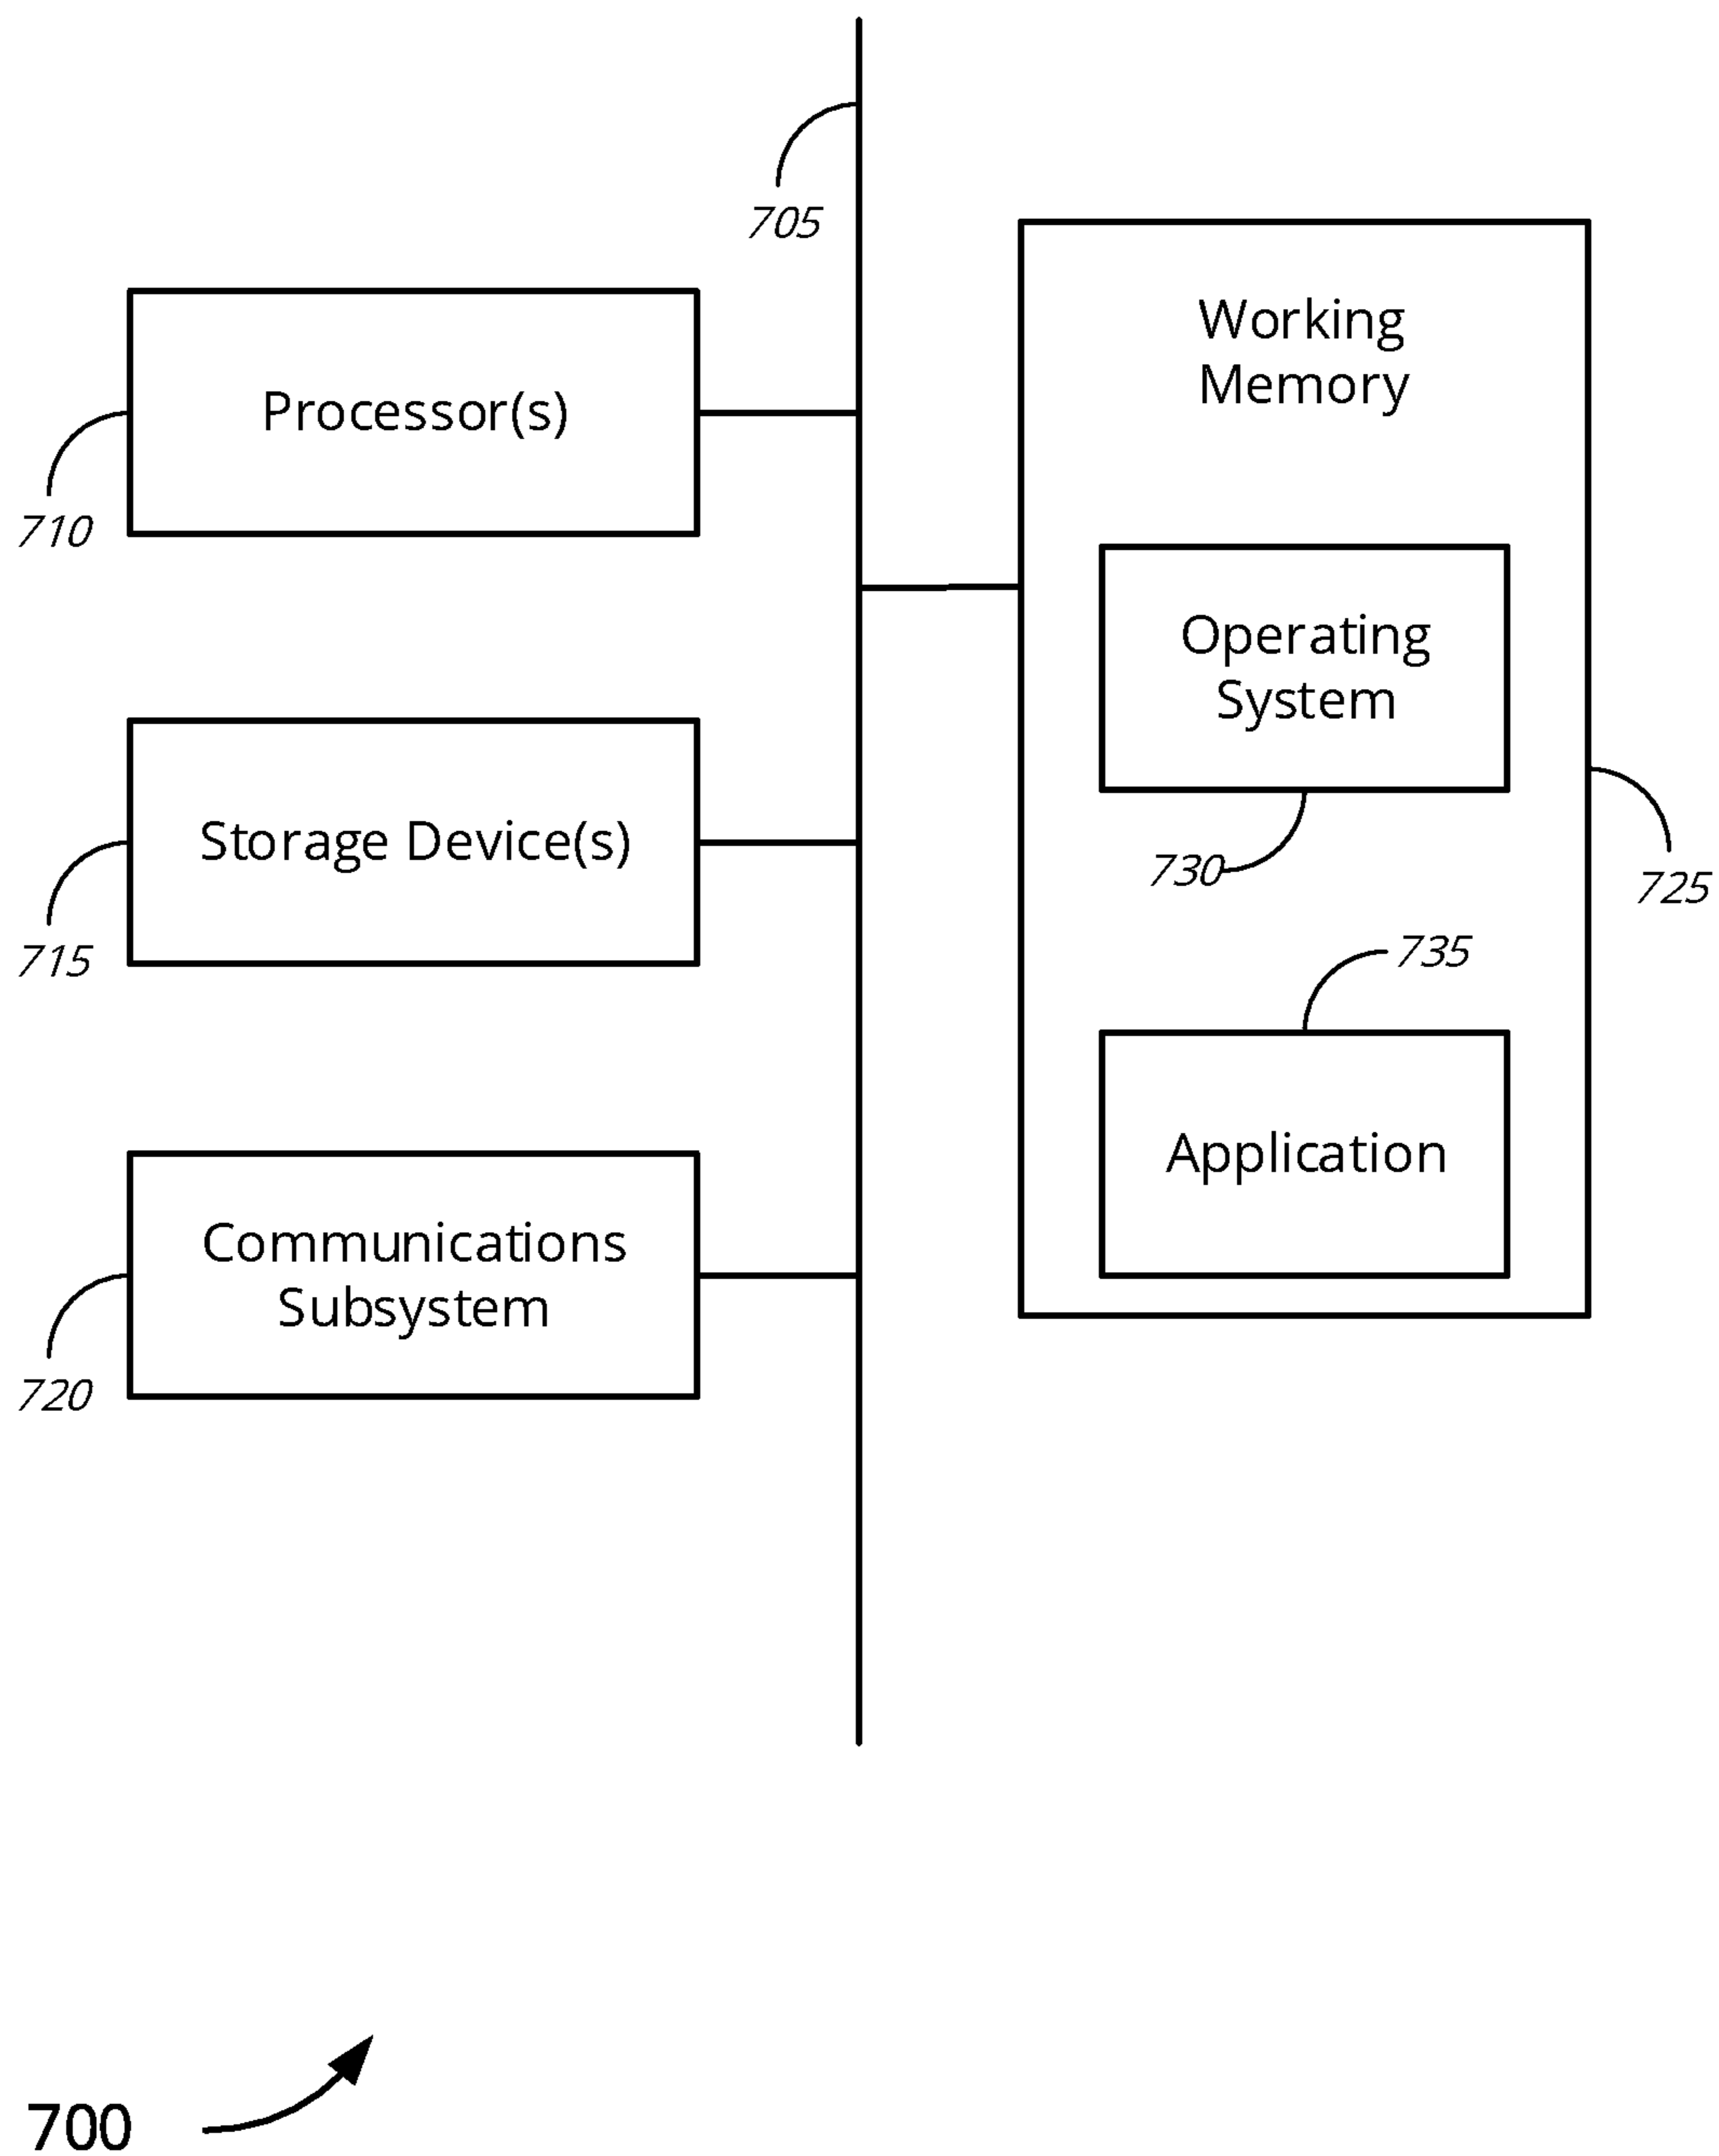 705
Processor(s)
710
Storage Device(s)
715
Communications
Subsystem
720
Working
Memory
Operating
System
730
725
735
Application
700